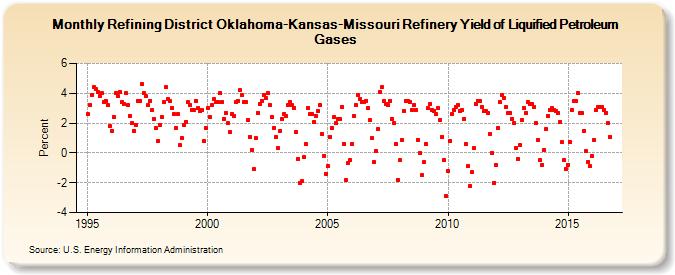 Monthly Refining District Oklahoma-Kansas-Missouri Refinery Yield of Liquified Petroleum
Gases
Percent
6
4
2
0
-2
-4
1995
2000
2005
2010
2015
Source: U.S. Energy Information Administration